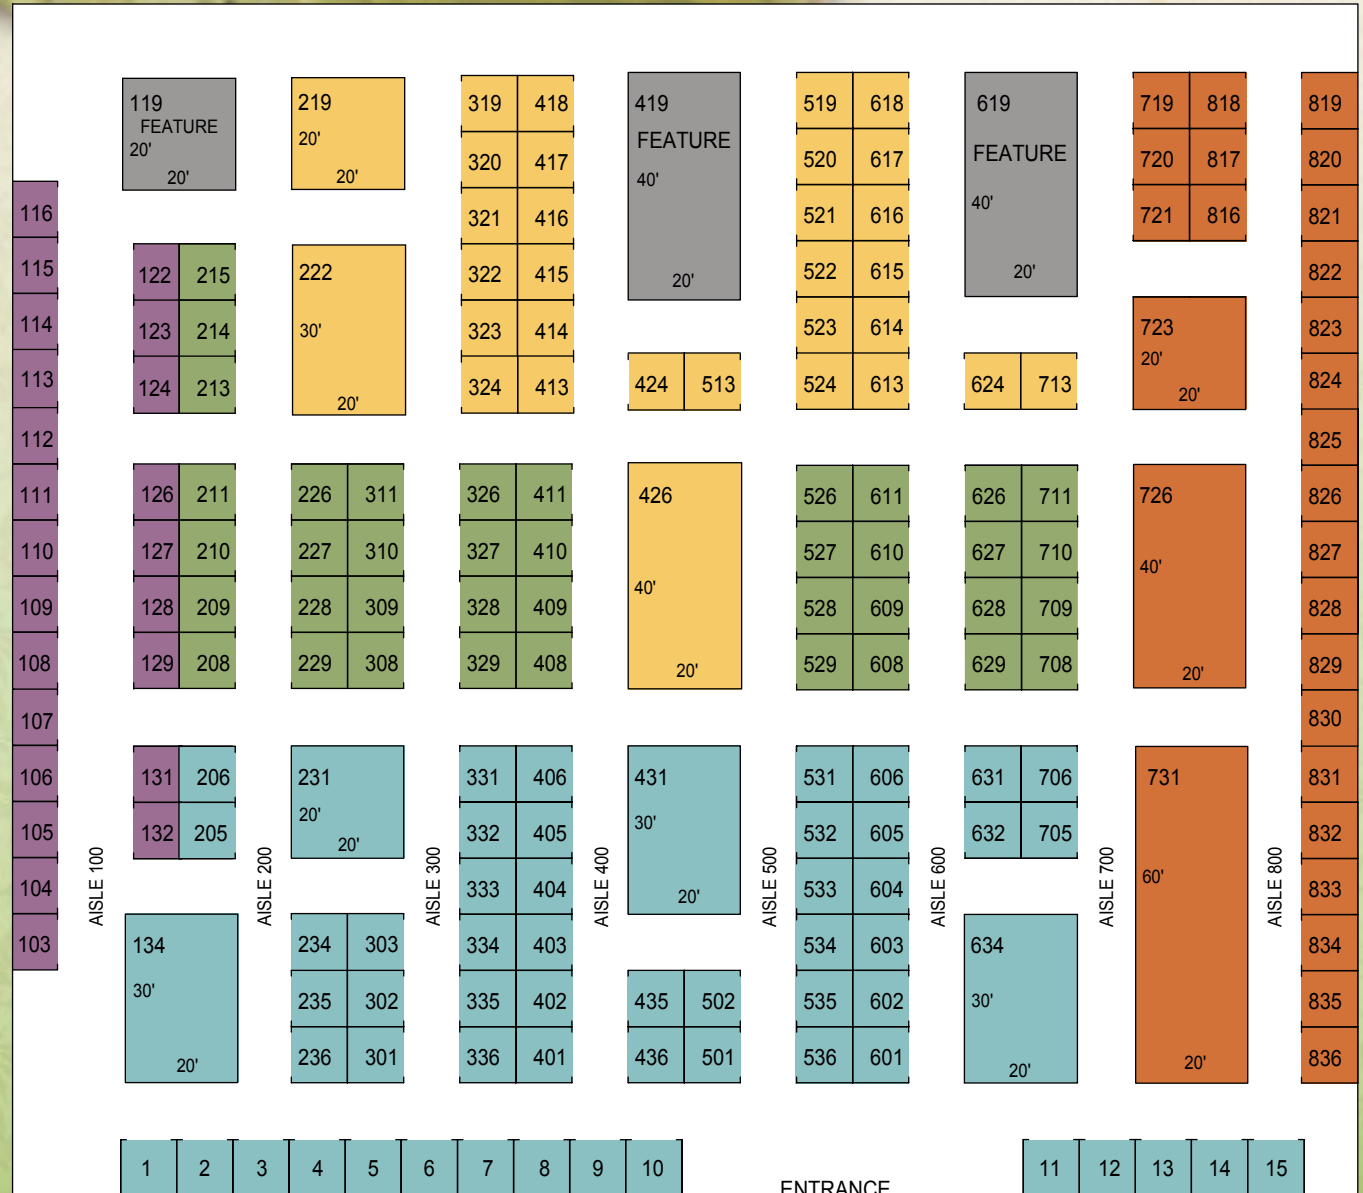 119 219 319 418 419 519 618 619 719 818 819
FEATURE FEATURE FEATURE
20' 20' 40' 40'
20' 20' 20' 20'
320 417 520 617 720 817 820
116 321 416 521 616 721 816 821
115 122 215 222 322 415 522 615 822
114 123 214 30' 323 414 523 614 723 823
20'
20'
113 124 213 20' 324 413 424 513 524 613 624 713 824
112 825
111 126 211 226 311 326 411 426 526 611 626 711 726 826
110 127 210 227 310 327 410 527 610 627 710 827
40' 40'
109 128 209 228 309 328 409 528 609 628 709 828
108 129 208 229 308 329 408 20' 529 608 629 708 20' 829
107 830
106 131 206 231 331 406 431 531 606 631 706 731 831
20' 30'
105 132 205 20' 332 405 532 605 632 705 832
104 333 404 20' 533 604 60' 833
AISLE 100 AISLE 200 AISLE 300 AISLE 400 AISLE 500 AISLE 600 AISLE 700 AISLE 800
103 134 234 303 334 403 534 603 634 834
30' 235 302 335 402 435 502 535 602 30' 835
20' 236 301 336 401 436 501 536 601 20' 20' 836
1 2 3 4 5 6 7 8 9 10 11 12 13 14 15
ENTRANCE